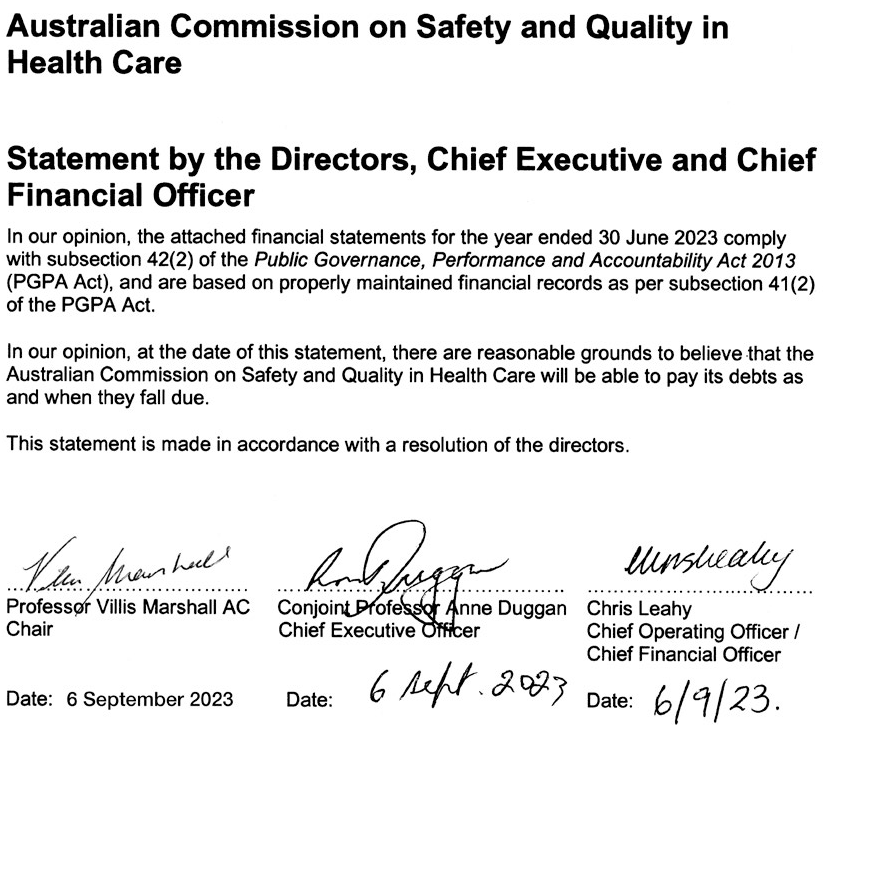 Australian Commission on Safety and Quality in
Health Care
Statement by the Directors, Chief Executive and Chief
Financial Officer
In our opinion, the attached financial statements for the year ended 30 June 2023 comply
with subsection 42(2) of the Public Governance, Performance and Accountability Act 2013
(PGPA Act), and are based on properly maintained financial records as per subsection 41(2)
of the PGPA Act.
In our opinion, at the date of this statement, there are reasonable grounds to believe that the
Australian Commission on Safety and Quality in Health Care will be able to pay its debts as
and when they fall due.
This statement is made in accordance with a resolution of the directors.
Professor Villis Marshall AC
Chair
Conjoint Professor Anne Duggan
Chief Executive Officer
Chris Leahy
Chief Operating Officer /
Chief Financial Officer
Date: 6 September 2023
Date: 6 Sept. 2023
Date: 6/9/23.